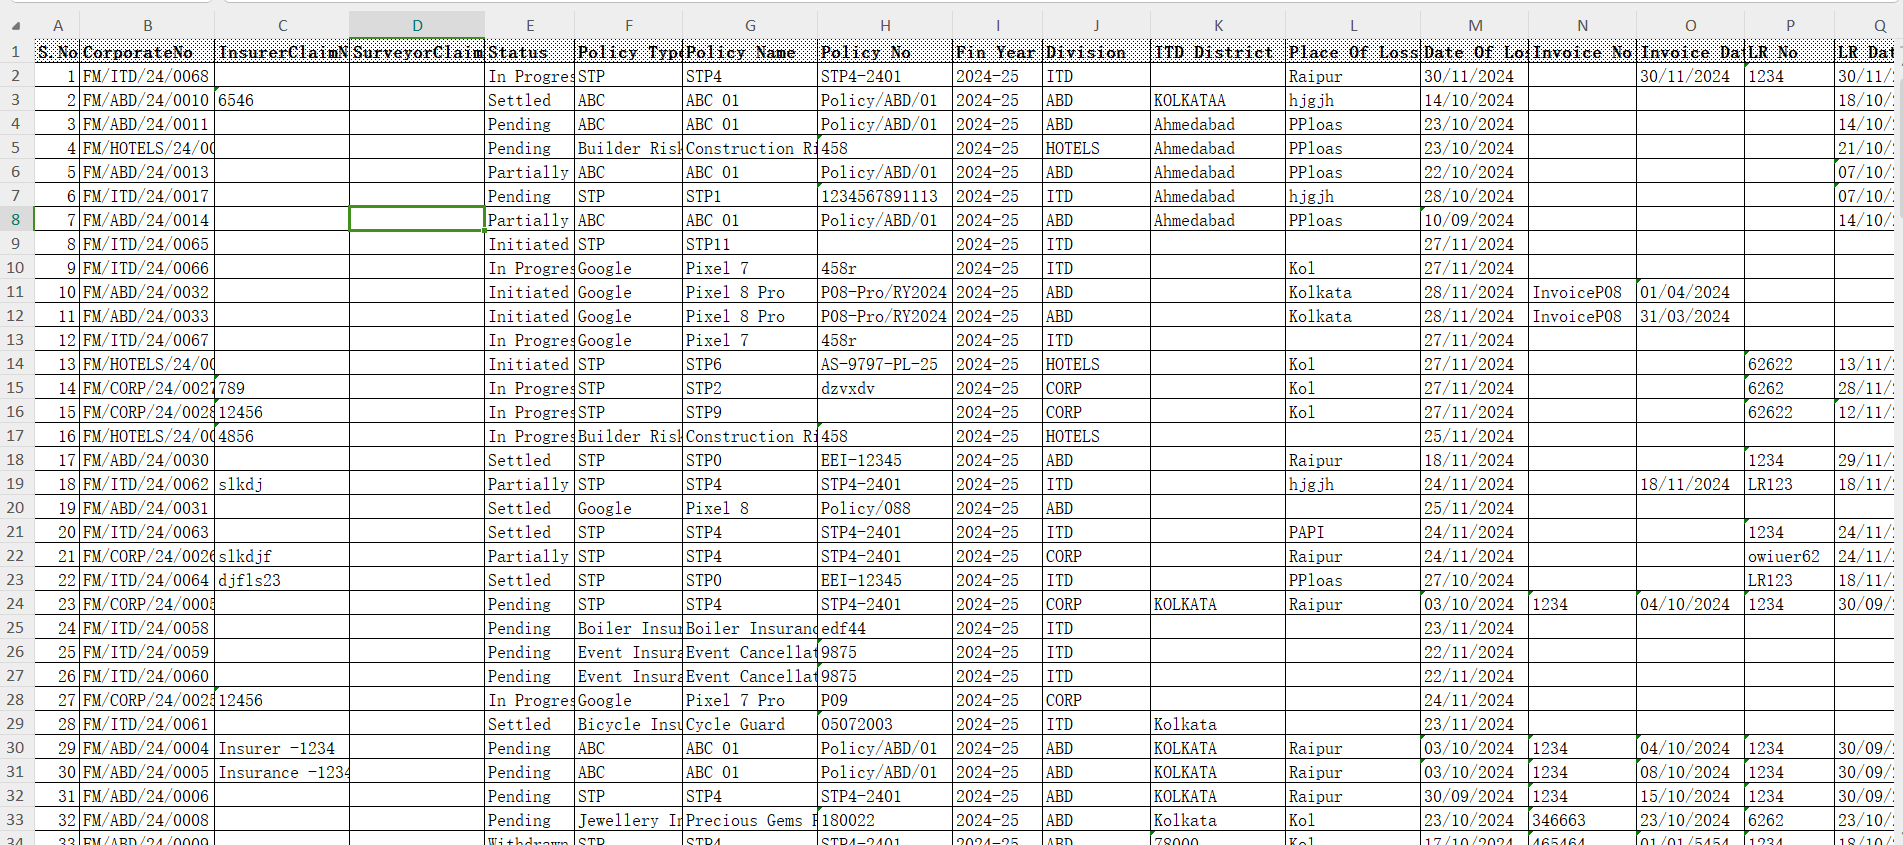 A B C D E F G H I J K L M N O P Q
1 S.No CorporateNo InsurerClaimN SurveyorClaim Status Policy Type Policy Name Policy No Fin Year Division ITD District Place Of Loss Date Of Los Invoice No Invoice Dat LR No LR Dat
2 1 FM/ITD/24/0068 In Progres STP STP4 STP4-2401 2024-25 ITD Raipur 30/11/2024 30/11/2024 1234 30/11/
3 2 FM/ABD/24/0010 6546 Settled ABC ABC 01 Policy/ABD/01 2024-25 ABD KOLKATAA hjgjh 14/10/2024 18/10/
4 3 FM/ABD/24/0011 Pending ABC ABC 01 Policy/ABD/01 2024-25 ABD Ahmedabad PPloas 23/10/2024 14/10/
5 4 FM/HOTELS/24/00 Pending Builder Risk Construction Ri 458 2024-25 HOTELS Ahmedabad PPloas 23/10/2024 21/10/
6 5 FM/ABD/24/0013 Partially ABC ABC 01 Policy/ABD/01 2024-25 ABD Ahmedabad PPloas 22/10/2024 07/10/
7 6 FM/ITD/24/0017 Pending STP STP1 1234567891113 2024-25 ITD Ahmedabad hjgjh 28/10/2024 07/10/
8 7 FM/ABD/24/0014 Partially ABC ABC 01 Policy/ABD/01 2024-25 ABD Ahmedabad PPloas 10/09/2024 14/10/
9 8 FM/ITD/24/0065 Initiated STP STP11 2024-25 ITD 27/11/2024
10 9 FM/ITD/24/0066 In Progres Google Pixel 7 458r 2024-25 ITD Kol 27/11/2024
11 10 FM/ABD/24/0032 Initiated Google Pixel 8 Pro P08-Pro/RY2024 2024-25 ABD Kolkata 28/11/2024 InvoiceP08 01/04/2024
12 11 FM/ABD/24/0033 Initiated Google Pixel 8 Pro P08-Pro/RY2024 2024-25 ABD Kolkata 28/11/2024 InvoiceP08 31/03/2024
13 12 FM/ITD/24/0067 In Progres Google Pixel 7 458r 2024-25 ITD 27/11/2024
14 13 FM/HOTELS/24/00 Initiated STP STP6 AS-9797-PL-25 2024-25 HOTELS Kol 27/11/2024 62622 13/11/
15 14 FM/CORP/24/0027 789 In Progres STP STP2 dzvxdv 2024-25 CORP Kol 27/11/2024 6262 28/11/
16 15 FM/CORP/24/0028 12456 In Progres STP STP9 2024-25 CORP Kol 27/11/2024 62622 12/11/
17 16 FM/HOTELS/24/00 4856 In Progres Builder Risk Construction Ri 458 2024-25 HOTELS 25/11/2024
18 17 FM/ABD/24/0030 Settled STP STP0 EEI-12345 2024-25 ABD Raipur 18/11/2024 1234 29/11/
19 18 FM/ITD/24/0062 slkdj Partially STP STP4 STP4-2401 2024-25 ITD hjgjh 24/11/2024 18/11/2024 LR123 18/11/
20 19 FM/ABD/24/0031 Settled Google Pixel 8 Policy/088 2024-25 ABD 25/11/2024
21 20 FM/ITD/24/0063 Settled STP STP4 STP4-2401 2024-25 ITD PAPI 24/11/2024 1234 24/11/
22 21 FM/CORP/24/0026 slkdjf Partially STP STP4 STP4-2401 2024-25 CORP Raipur 24/11/2024 owiuer62 24/11/
23 22 FM/ITD/24/0064 djfls23 Settled STP STP0 EEI-12345 2024-25 ITD PPloas 27/10/2024 LR123 18/11/
24 23 FM/CORP/24/0005 Pending STP STP4 STP4-2401 2024-25 CORP KOLKATA Raipur 03/10/2024 1234 04/10/2024 1234 30/09/
25 24 FM/ITD/24/0058 Pending Boiler Insur Boiler Insuranc edf44 2024-25 ITD 23/11/2024
26 25 FM/ITD/24/0059 Pending Event Insura Event Cancellat 9875 2024-25 ITD 22/11/2024
27 26 FM/ITD/24/0060 Pending Event Insura Event Cancellat 9875 2024-25 ITD 22/11/2024
28 27 FM/CORP/24/0025 12456 In Progres Google Pixel 7 Pro P09 2024-25 CORP 24/11/2024
29 28 FM/ITD/24/0061 Settled Bicycle Insu Cycle Guard 05072003 2024-25 ITD Kolkata 23/11/2024
30 29 FM/ABD/24/0004 Insurer -1234 Pending ABC ABC 01 Policy/ABD/01 2024-25 ABD KOLKATA Raipur 03/10/2024 1234 04/10/2024 1234 30/09/
31 30 FM/ABD/24/0005 Insurance -1234 Pending ABC ABC 01 Policy/ABD/01 2024-25 ABD KOLKATA Raipur 03/10/2024 1234 08/10/2024 1234 30/09/
32 31 FM/ABD/24/0006 Pending STP STP4 STP4-2401 2024-25 ABD KOLKATA Raipur 30/09/2024 1234 15/10/2024 1234 30/09/
33 32 FM/ABD/24/0008 Pending Jewellery In Precious Gems P 180022 2024-25 ABD Kolkata Kol 23/10/2024 346663 23/10/2024 6262 23/10/
34 33 FM/ABD/24/0009 Withdrawn STP STP4 STP4-2401 2024-25 ABD 78000 Kol 17/10/2024 465464 01/01/5454 1234 18/10/